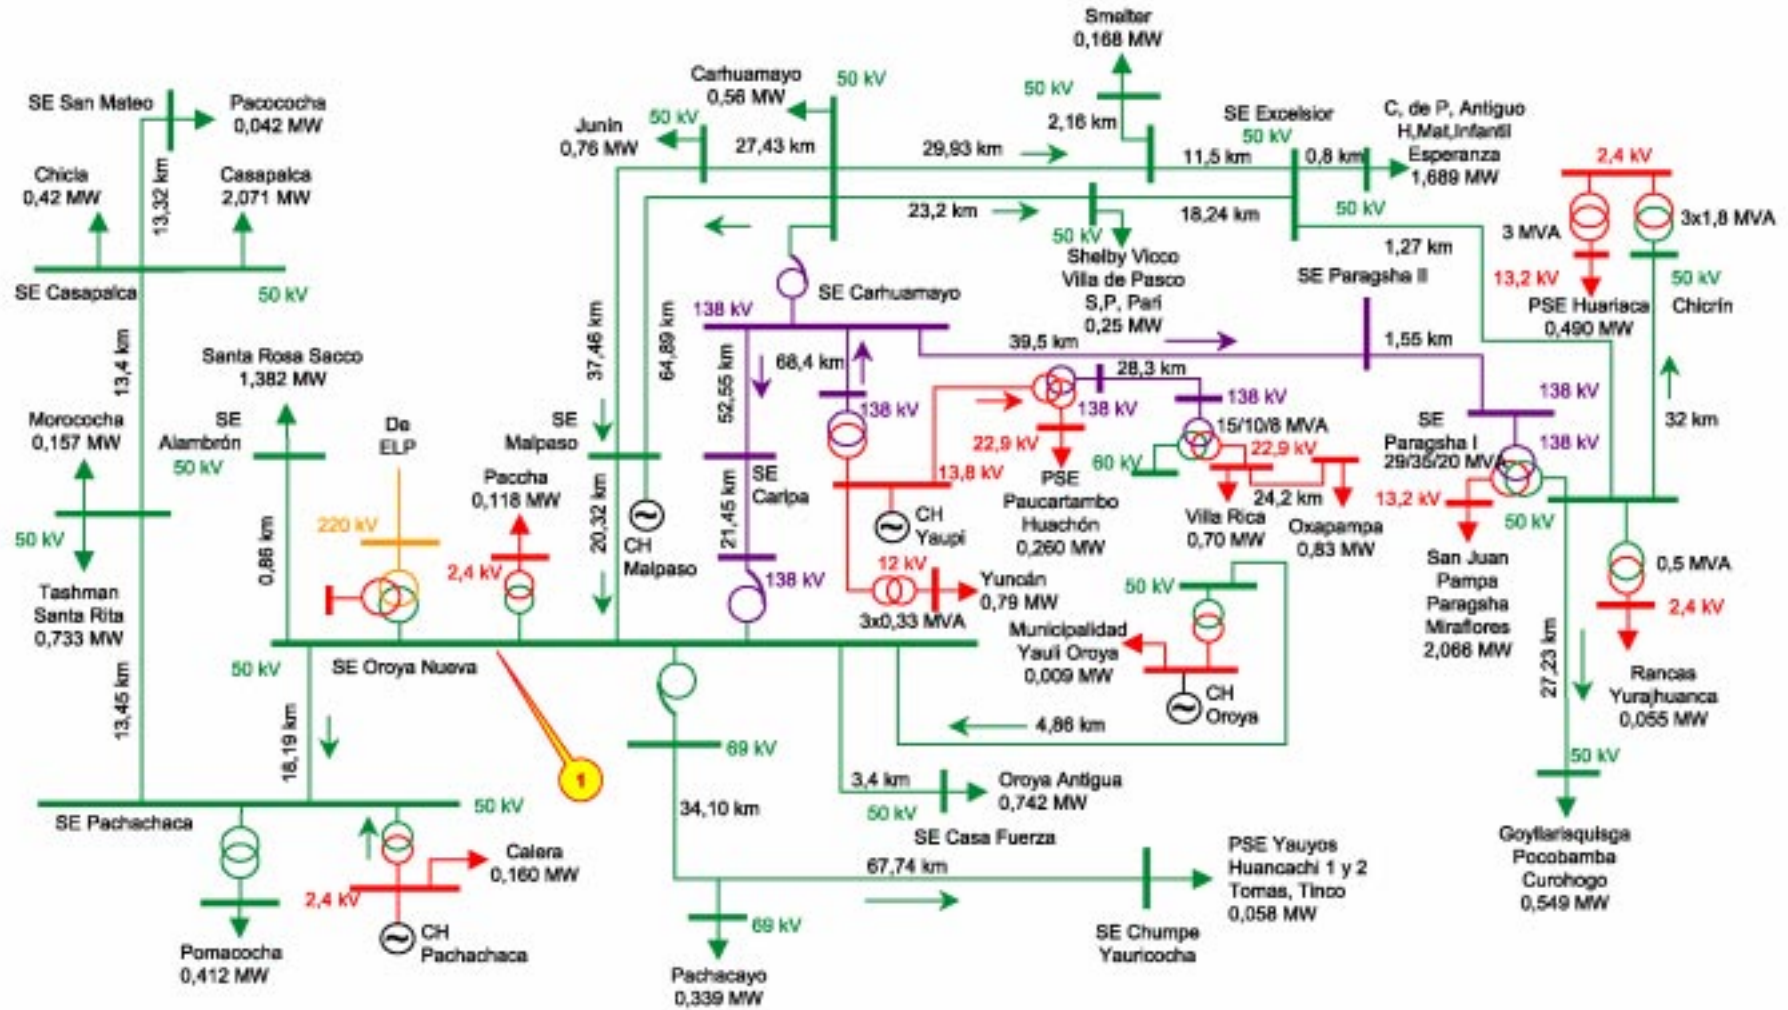 Smelter
0,168 MW
50 kV
2,16 km
Carhuamayo
0,56 MW
50 kV
Junín
0,76 MW
50 kV
27,43 km
29,93 km
SE Excelsior
50 kV
11,5 km
0,8 km
C, de P, Antiguo
H,Mat,Infantil
Esperanza
1,689 MW
50 kV
23,2 km
18,24 km
50 kV
Shelby Vicco
Villa de Pasco
S,P, Pari
0,25 MW
1,27 km
2,4 kV
3 MVA
3x1,8 MVA
13,2 kV
50 kV
PSE Huariaca
0,490 MW
Chicrín
32 km
SE San Mateo
Pacococha
0,042 MW
13,32 km
Chicla
0,42 MW
Casapalca
2,071 MW
SE Casapalca
50 kV
13,4 km
Santa Rosa Sacco
1,382 MW
SE
Alambrón
50 kV
0,86 km
Morococha
0,157 MW
50 kV
Tashman
Santa Rita
0,733 MW
13,45 km
De
ELP
220 kV
Paccha
0,118 MW
2,4 kV
SE
Malpaso
37,46 km
64,89 km
20,32 km
CH
Malpaso
SE Carhuamayo
138 kV
52,55 km
68,4 km
138 kV
SE
Caripa
21,45 km
138 kV
39,5 km
SE Paragsha II
1,55 km
138 kV
28,3 km
138 kV
138 kV
22,9 kV
13,8 kV
PSE
Paucartambo
Huachón
0,260 MW
CH
Yaupi
12 kV
Yuncán
0,79 MW
3x0,33 MVA
15/10/8 MVA
60 kV
22,9 kV
24,2 km
Villa Rica
0,70 MW
Oxapampa
0,83 MW
SE
Paragsha I
29/35/20 MVA
138 kV
13,2 kV
50 kV
San Juan
Pampa
Paragsha
Miraflores
2,066 MW
0,5 MVA
2,4 kV
Rancas
Yurajhuanca
0,055 MW
27,23 km
50 kV
Goyllarisquisga
Pocobamba
Curohogo
0,549 MW
50 kV
Municipalidad
Yauli Oroya
0,009 MW
CH
Oroya
4,86 km
50 kV
SE Oroya Nueva
18,19 km
1
69 kV
34,10 km
3,4 km
50 kV
Oroya Antigua
0,742 MW
SE Casa Fuerza
67,74 km
PSE Yauyos
Huancachi 1 y 2
Tomas, Tinco
0,058 MW
SE Chumpe
Yauricocha
69 kV
Pachacayo
0,339 MW
SE Pachachaca
50 kV
Calera
0,160 MW
2,4 kV
CH
Pachachaca
Pomacocha
0,412 MW